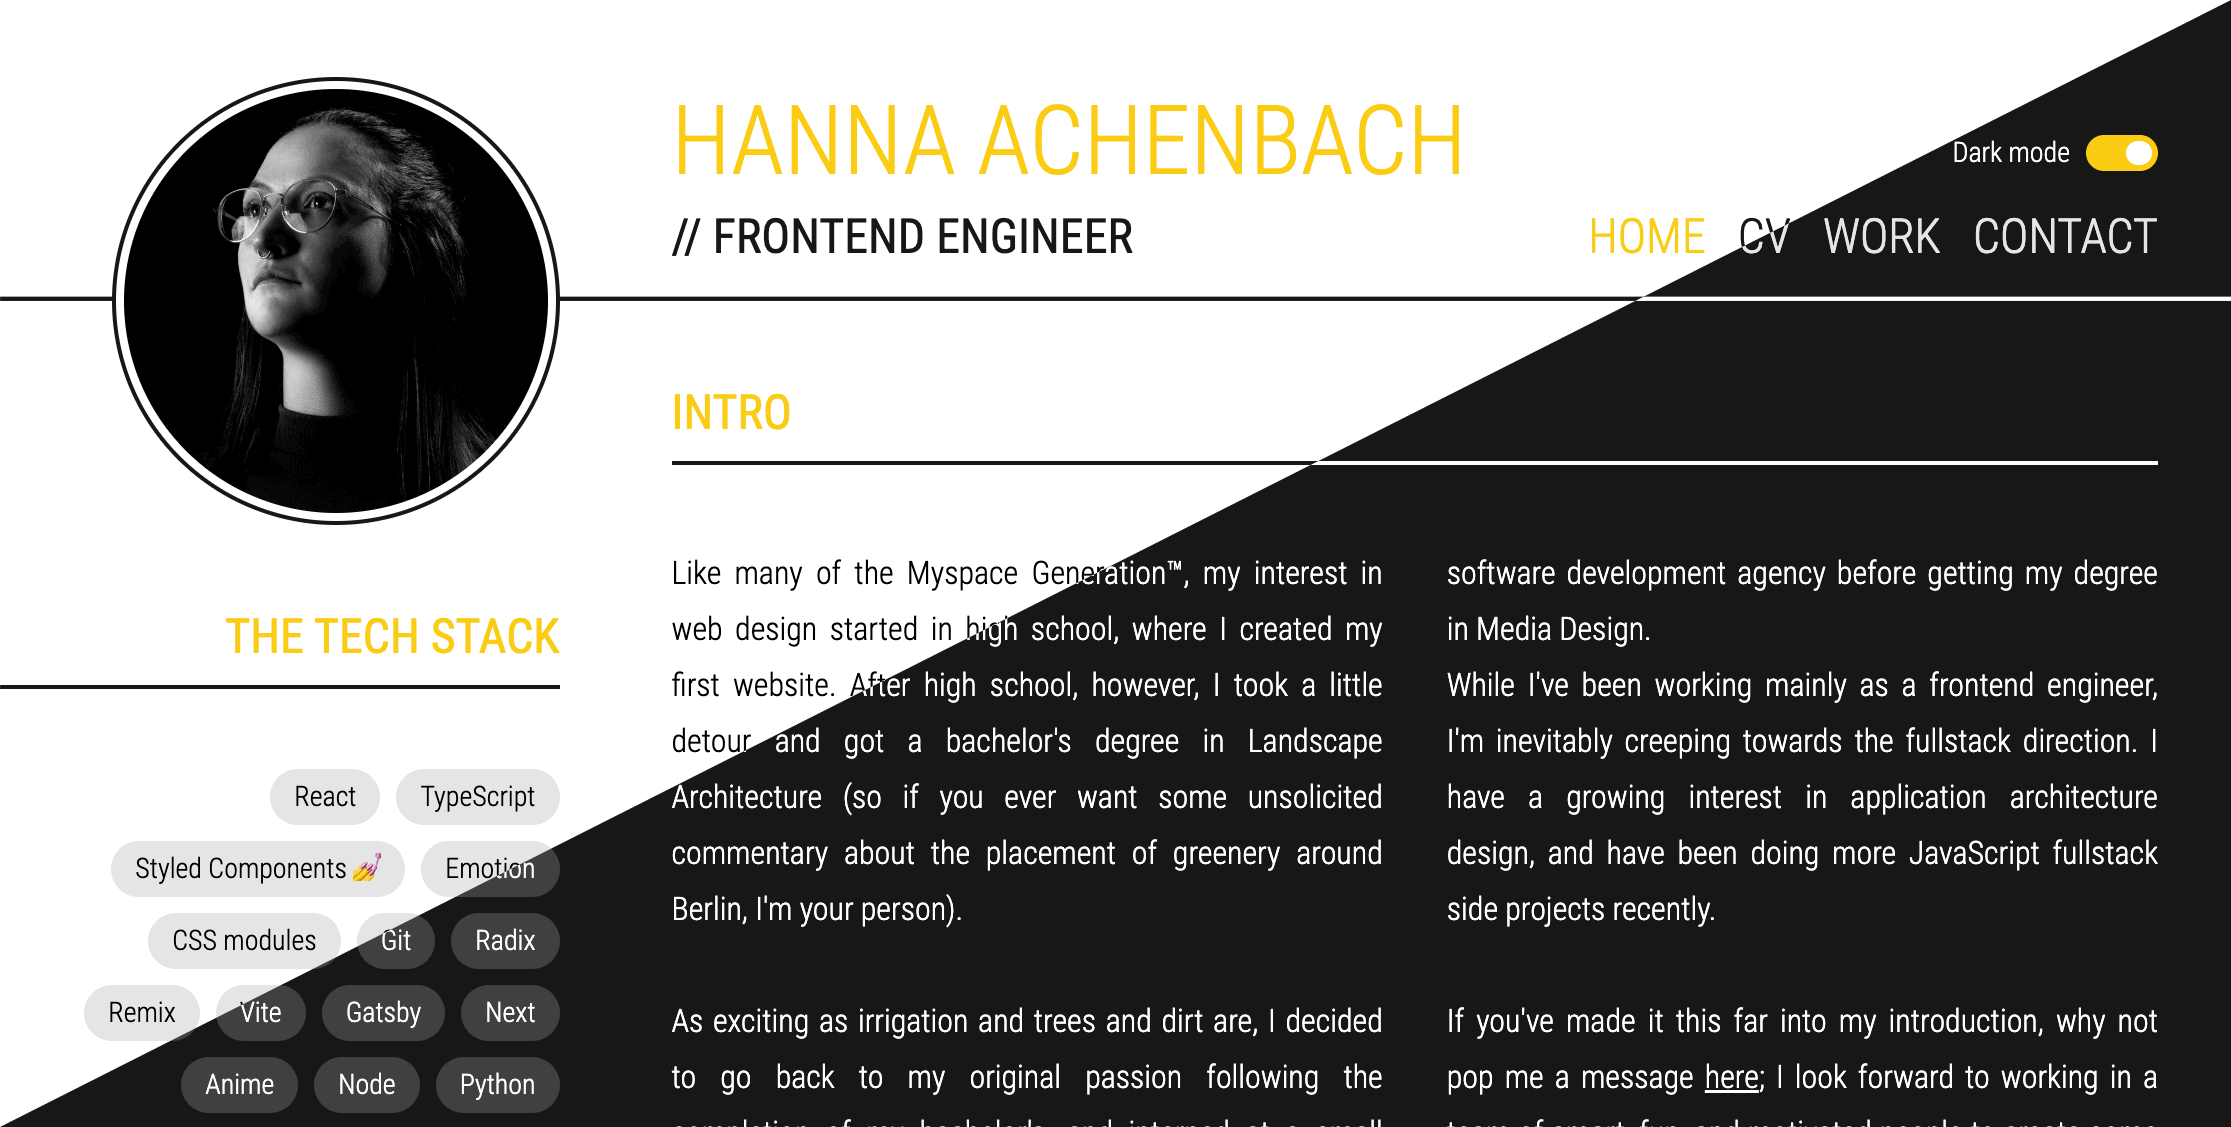 HANNA ACHENBACH
Dark mode
// FRONTEND ENGINEER
HOME CV WORK CONTACT
INTRO
THE TECH STACK
React TypeScript
Styled Components 💅
Emotion
CSS modules Git Radix
Remix Vite Gatsby Next
Anime Node Python
Like many of the Myspace Generation™, my interest in
web design started in high school, where I created my
first website. After high school, however, I took a little
detour and got a bachelor's degree in Landscape
Architecture (so if you ever want some unsolicited
commentary about the placement of greenery around
Berlin, I'm your person).
As exciting as irrigation and trees and dirt are, I decided
to go back to my original passion following the
software development agency before getting my degree
in Media Design.
While I've been working mainly as a frontend engineer,
I'm inevitably creeping towards the fullstack direction. I
have a growing interest in application architecture
design, and have been doing more JavaScript fullstack
side projects recently.
If you've made it this far into my introduction, why not
pop me a message here; I look forward to working in a